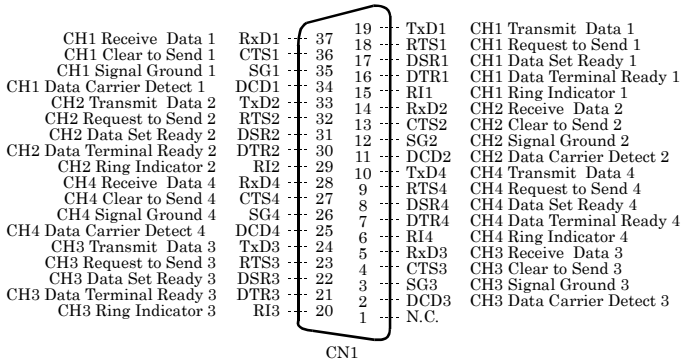 CH1 Receive Data 1 RxD1 37
CH1 Clear to Send 1 CTS1 36
CH1 Signal Ground 1 SG1 35
CH1 Data Carrier Detect 1 DCD1 34
CH2 Transmit Data 2 TxD2 33
CH2 Request to Send 2 RTS2 32
CH2 Data Set Ready 2 DSR2 31
CH2 Data Terminal Ready 2 DTR2 30
CH2 Ring Indicator 2 RI2 29
CH4 Receive Data 4 RxD4 28
CH4 Clear to Send 4 CTS4 27
CH4 Signal Ground 4 SG4 26
CH4 Data Carrier Detect 4 DCD4 25
CH3 Transmit Data 3 TxD3 24
CH3 Request to Send 3 RTS3 23
CH3 Data Set Ready 3 DSR3 22
CH3 Data Terminal Ready 3 DTR3 21
CH3 Ring Indicator 3 RI3 20
19 TxD1 CH1 Transmit Data 1
18 RTS1 CH1 Request to Send 1
17 DSR1 CH1 Data Set Ready 1
16 DTR1 CH1 Data Terminal Ready 1
15 RI1 CH1 Ring Indicator 1
14 RxD2 CH2 Receive Data 2
13 CTS2 CH2 Clear to Send 2
12 SG2 CH2 Signal Ground 2
11 DCD2 CH2 Data Carrier Detect 2
10 TxD4 CH4 Transmit Data 4
9 RTS4 CH4 Request to Send 4
8 DSR4 CH4 Data Set Ready 4
7 DTR4 CH4 Data Terminal Ready 4
6 RI4 CH4 Ring Indicator 4
5 RxD3 CH3 Receive Data 3
4 CTS3 CH3 Clear to Send 3
3 SG3 CH3 Signal Ground 3
2 DCD3 CH3 Data Carrier Detect 3
1 N.C.
CN1